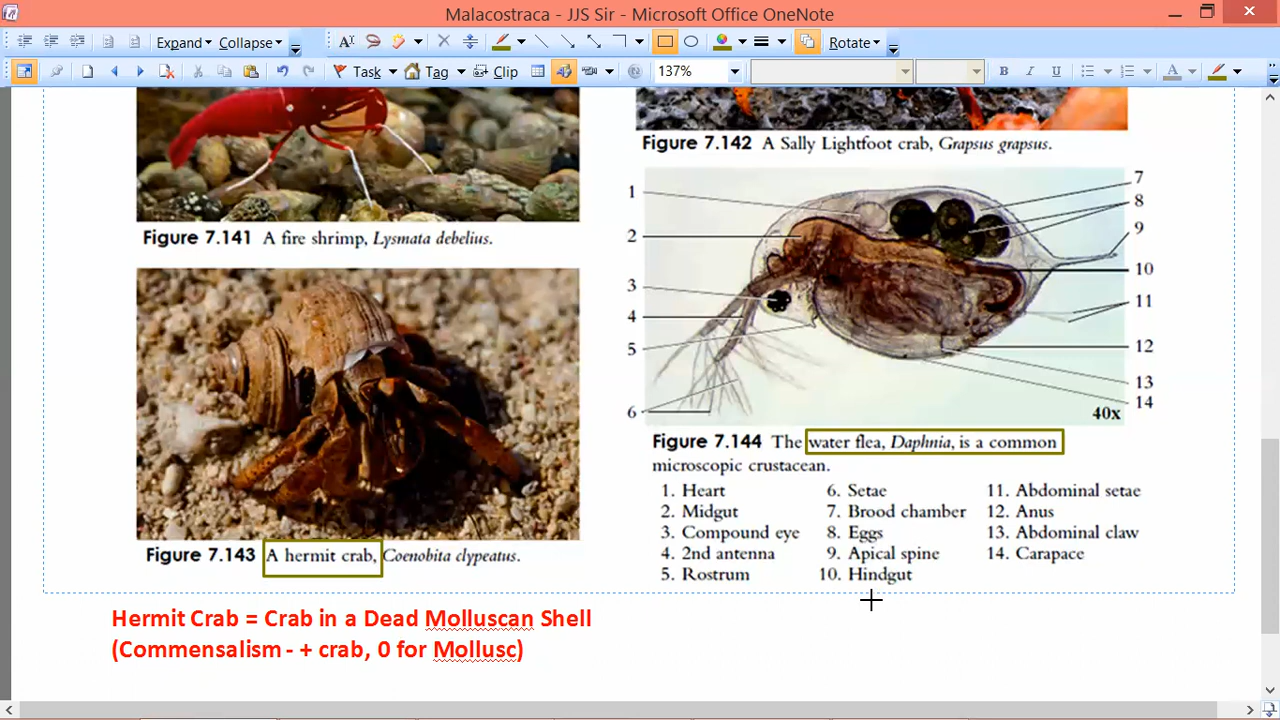 Malacostraca - JJS Sir - Microsoft Office OneNote
Expand Collapse Rotate
Task Tag Clip 137% B I U A
Figure 7.141 A fire shrimp, Lysmata debelius.
Figure 7.143 A hermit crab, Coenobita clypeatus.
Hermit Crab = Crab in a Dead Molluscan Shell
(Commensalism - + crab, 0 for Mollusc)
Figure 7.142 A Sally Lightfoot crab, Grapsus grapsus.
1
2
3
4
5
6
7
8
9
10
11
12
13
14
40x
Figure 7.144 The water flea, Daphnia, is a common
microscopic crustacean.
1. Heart
2. Midgut
3. Compound eye
4. 2nd antenna
5. Rostrum
6. Setae
7. Brood chamber
8. Eggs
9. Apical spine
10. Hindgut
11. Abdominal setae
12. Anus
13. Abdominal claw
14. Carapace